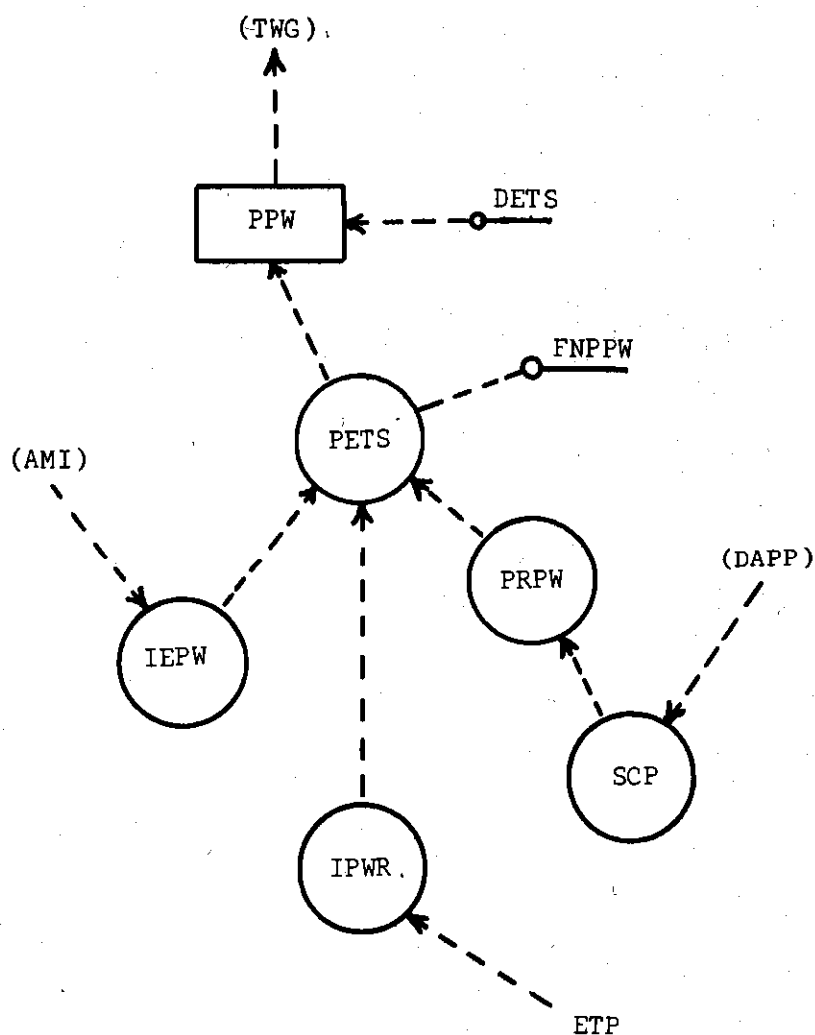 (TWG)
PPW
DETS
FNPPW
PETS
(AMI)
PRPW
(DAPP)
IEPW
SCP
IPWR
ETP